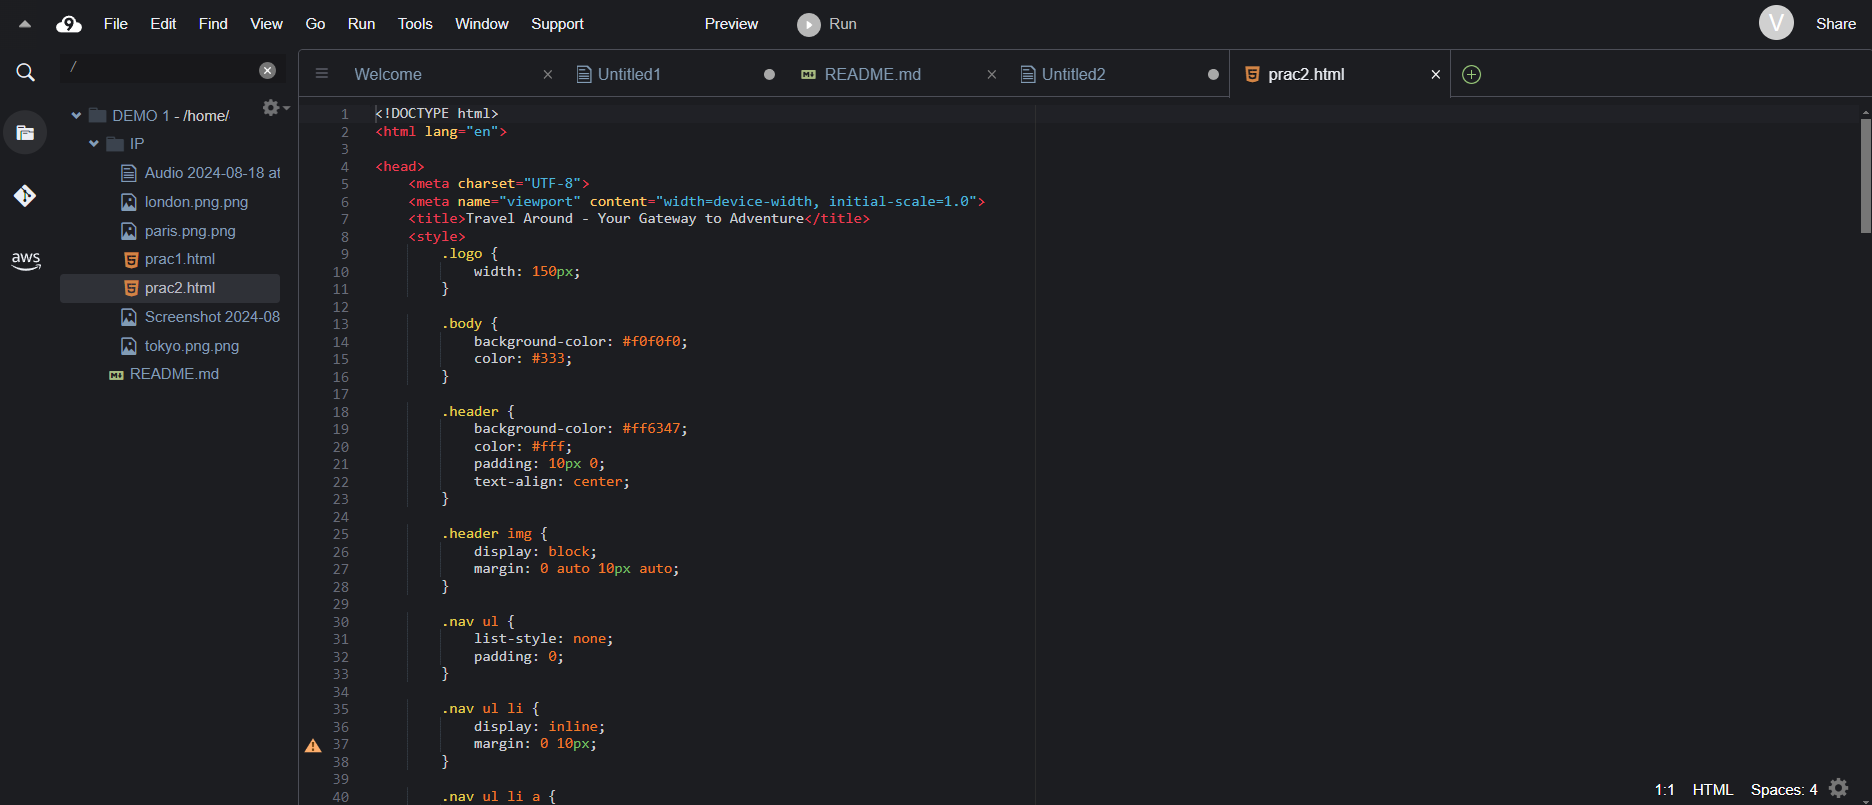 File Edit Find View Go Run Tools Window Support Preview Run V Share
/
Welcome Untitled1 README.md Untitled2 prac2.html
DEMO 1 - /home/
IP
Audio 2024-08-18 at
london.png.png
paris.png.png
prac1.html
prac2.html
Screenshot 2024-08
tokyo.png.png
README.md
aws
1 <!DOCTYPE html>
2 <html lang="en">
3
4 <head>
5 <meta charset="UTF-8">
6 <meta name="viewport" content="width=device-width, initial-scale=1.0">
7 <title>Travel Around - Your Gateway to Adventure</title>
8 <style>
9 .logo {
10 width: 150px;
11 }
12
13 .body {
14 background-color: #f0f0f0;
15 color: #333;
16 }
17
18 .header {
19 background-color: #ff6347;
20 color: #fff;
21 padding: 10px 0;
22 text-align: center;
23 }
24
25 .header img {
26 display: block;
27 margin: 0 auto 10px auto;
28 }
29
30 .nav ul {
31 list-style: none;
32 padding: 0;
33 }
34
35 .nav ul li {
36 display: inline;
37 margin: 0 10px;
38 }
39
40 .nav ul li a {
1:1 HTML Spaces: 4